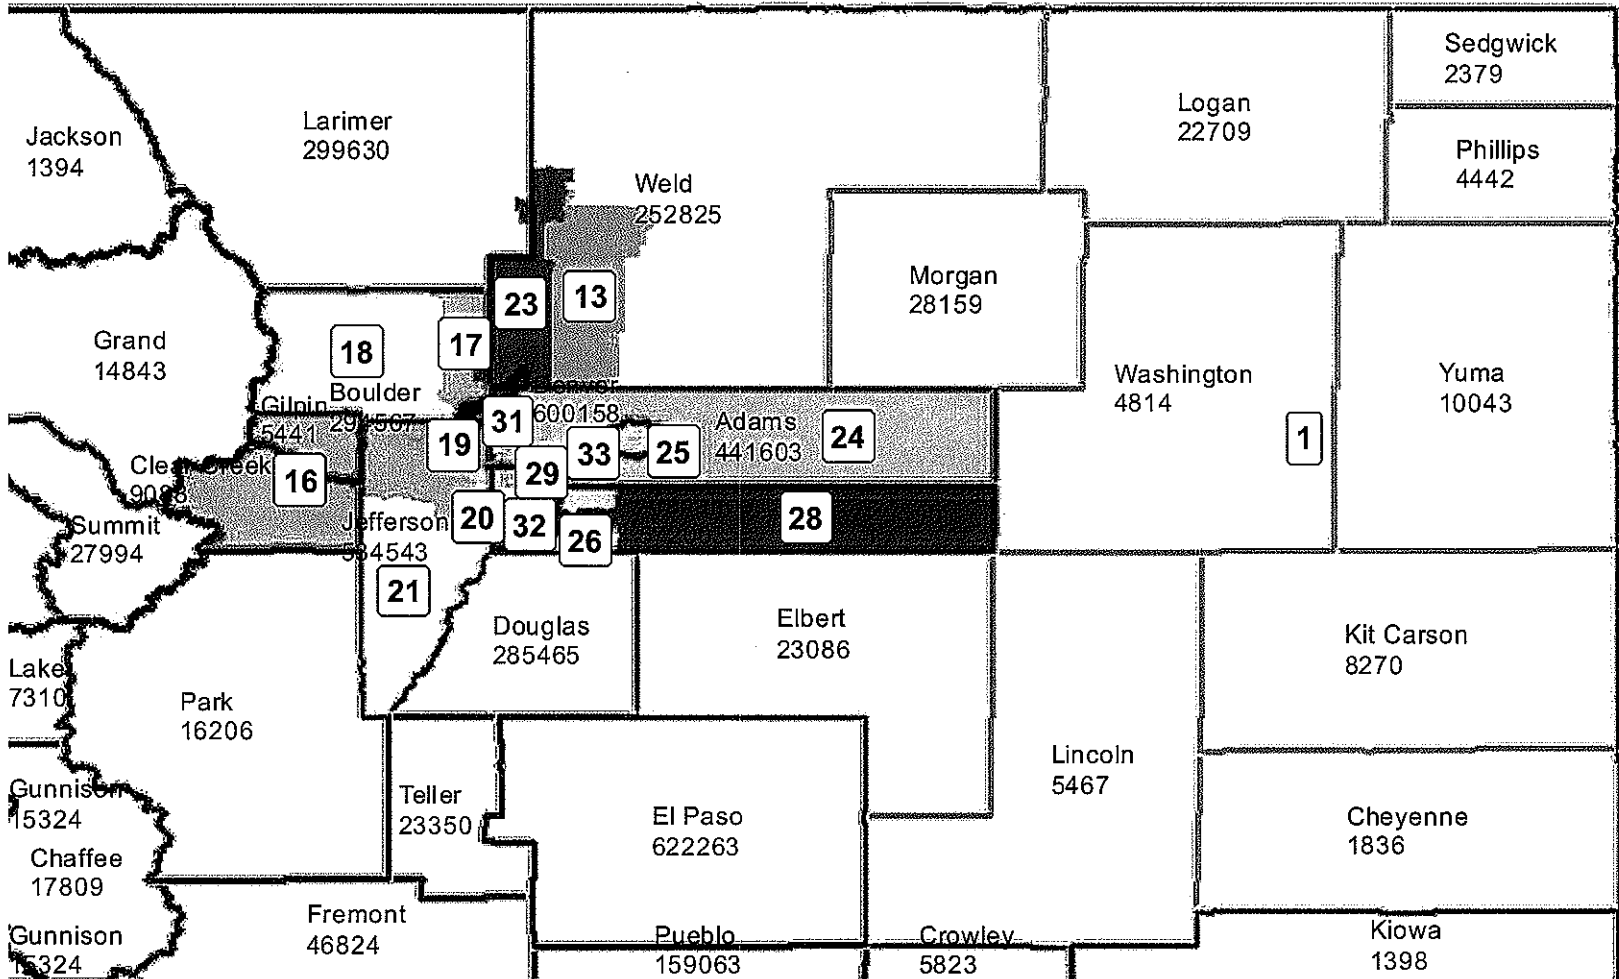 Sedgwick
2379
Logan
22709
Larimer
299630
Jackson
1394
Phillips
4442
Weld
252825
Morgan
28159
23
13
Grand
14843
17
18
Washington
4814
Yuma
10043
Boulder
Gilpin
5441
600158
31
Adams
441603
24
1
19
33
25
29
Clear Creek
16
Summit
27994
Jefferson
534543
20
32
26
28
21
Douglas
285465
Elbert
23086
Kit Carson
8270
Lake
7310
Park
16206
Lincoln
5467
Gunnison
15324
Teller
23350
El Paso
622263
Cheyenne
1836
Chaffee
17809
Fremont
46824
Gunnison
15324
Pueblo
159063
Crowley
5823
Kiowa
1398